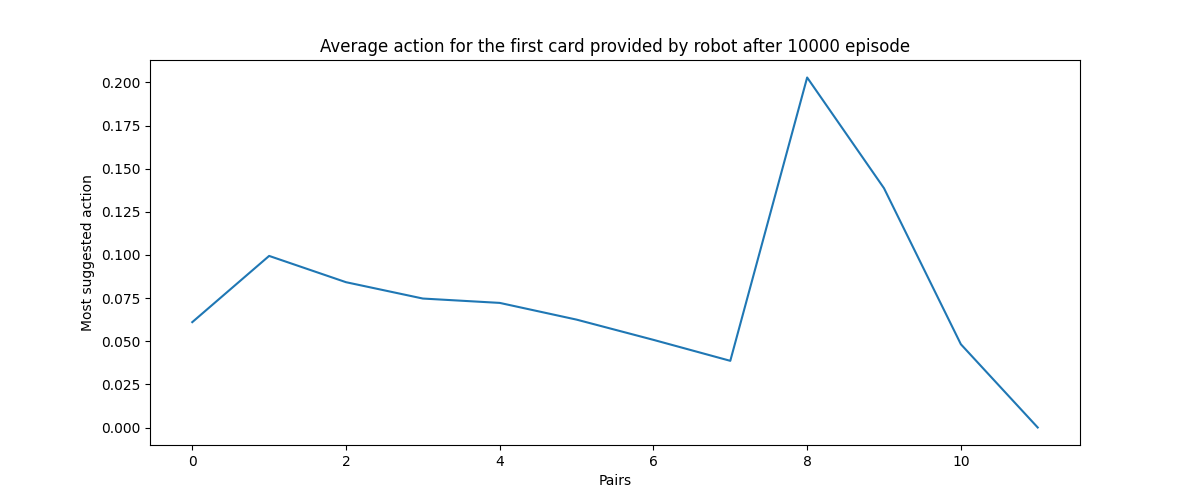 Average action for the first card provided by robot after 10000 episode
Most suggested action
0.200
0.175
0.150
0.125
0.100
0.075
0.050
0.025
0.000
0 2 4 6 8 10
Pairs